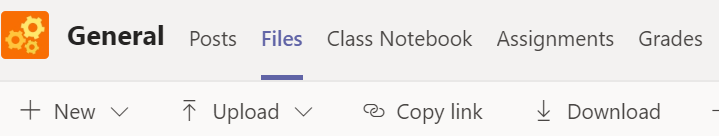 General Posts Files Class Notebook Assignments Grades
New Upload Copy link Download